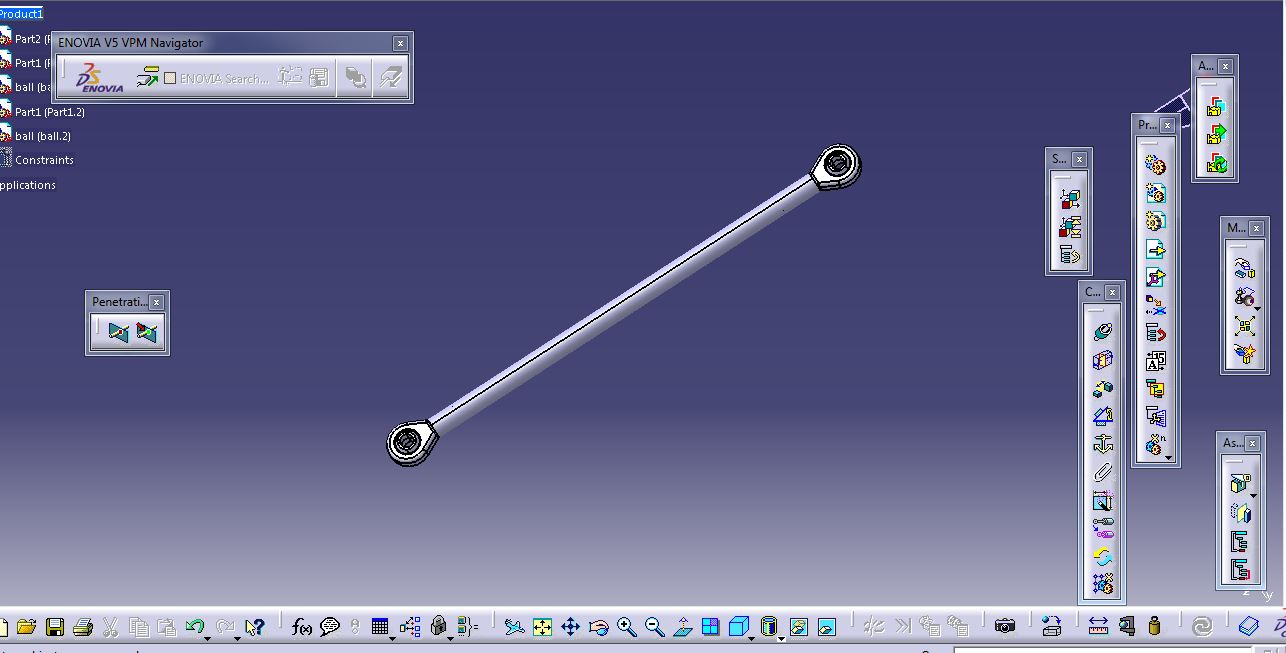 Product1
Part2 (P
Part1 (P
ball (ba
Part1 (Part1.2)
ball (ball.2)
Constraints
pplications
ENOVIA V5 VPM Navigator
ENOVIA
ENOVIA Search...
Penetrati...
A...
Pr...
S...
M...
C...
As...
f(x)
z
y